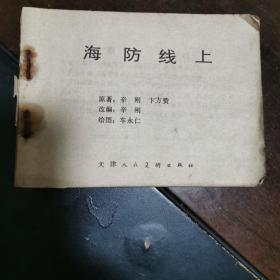 海防线上
原著：辛刚 卞方赞
改编：辛刚
绘图：车永仁
天津人民美术出版社